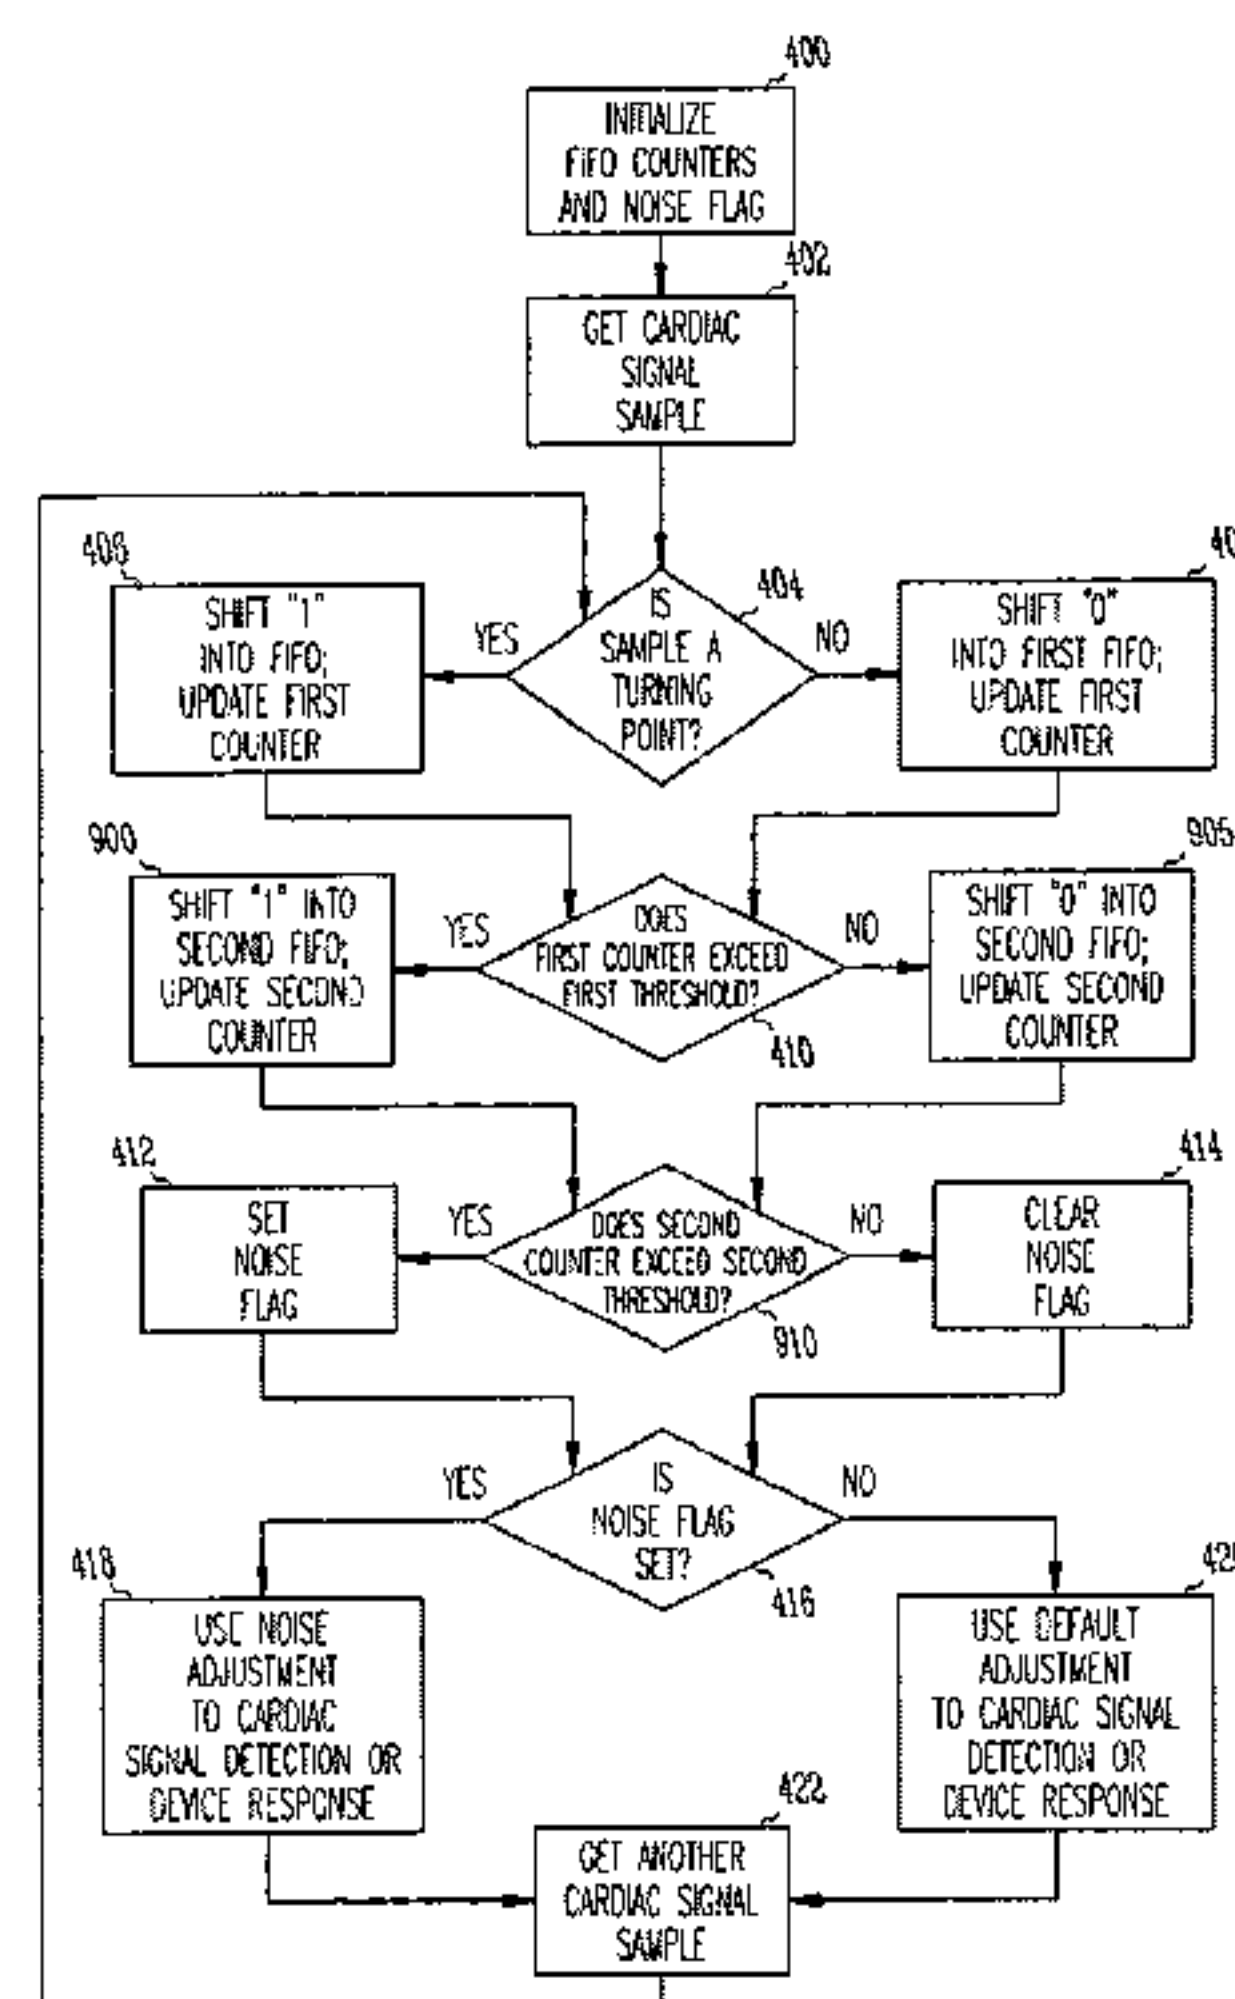 400
INITIALIZE
FIFO COUNTERS
AND NOISE FLAG
402
GET CARDIAC
SIGNAL
SAMPLE
SHIFT "1"
INTO FIFO;
UPDATE FIRST
COUNTER
YES
404
IS
SAMPLE A
TURNING
POINT?
NO
SHIFT "0"
INTO FIRST FIFO;
UPDATE FIRST
COUNTER
900
SHIFT "1" INTO
SECOND FIFO;
UPDATE SECOND
COUNTER
YES
DOES
FIRST COUNTER EXCEED
FIRST THRESHOLD?
410
NO
905
SHIFT "0" INTO
SECOND FIFO;
UPDATE SECOND
COUNTER
412
SET
NOISE
FLAG
YES
DOES SECOND
COUNTER EXCEED SECOND
THRESHOLD?
910
NO
414
CLEAR
NOISE
FLAG
YES
IS
NOISE FLAG
SET?
416
NO
418
USE NOISE
ADJUSTMENT
TO CARDIAC
SIGNAL DETECTION OR
DEVICE RESPONSE
USE DEFAULT
ADJUSTMENT
TO CARDIAC SIGNAL
DETECTION OR
DEVICE RESPONSE
422
GET ANOTHER
CARDIAC SIGNAL
SAMPLE